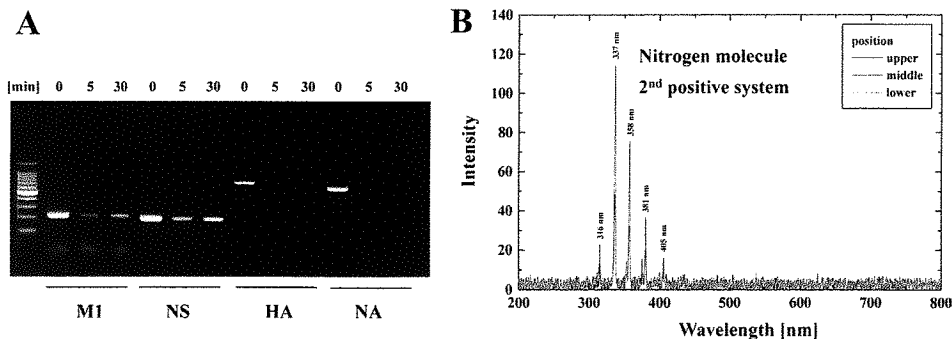 A
[min] 0 5 30 0 5 30 0 5 30 0 5 30
M1 NS HA NA
B
Nitrogen molecule
2nd positive system
position
upper
middle
lower
337 nm
358 nm
381 nm
316 nm
405 nm
Intensity
140
120
100
80
60
40
20
0
200 300 400 500 600 700 800
Wavelength [nm]